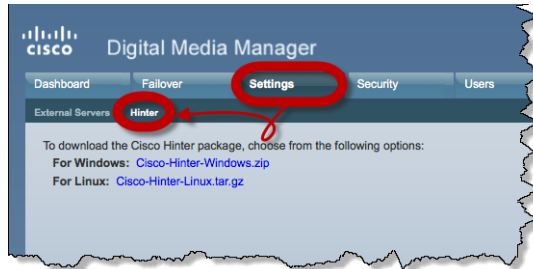 CISCO Digital Media Manager
Dashboard Failover Settings Security Users
External Servers Hinter
To download the Cisco Hinter package, choose from the following options:
For Windows: Cisco-Hinter-Windows.zip
For Linux: Cisco-Hinter-Linux.tar.gz